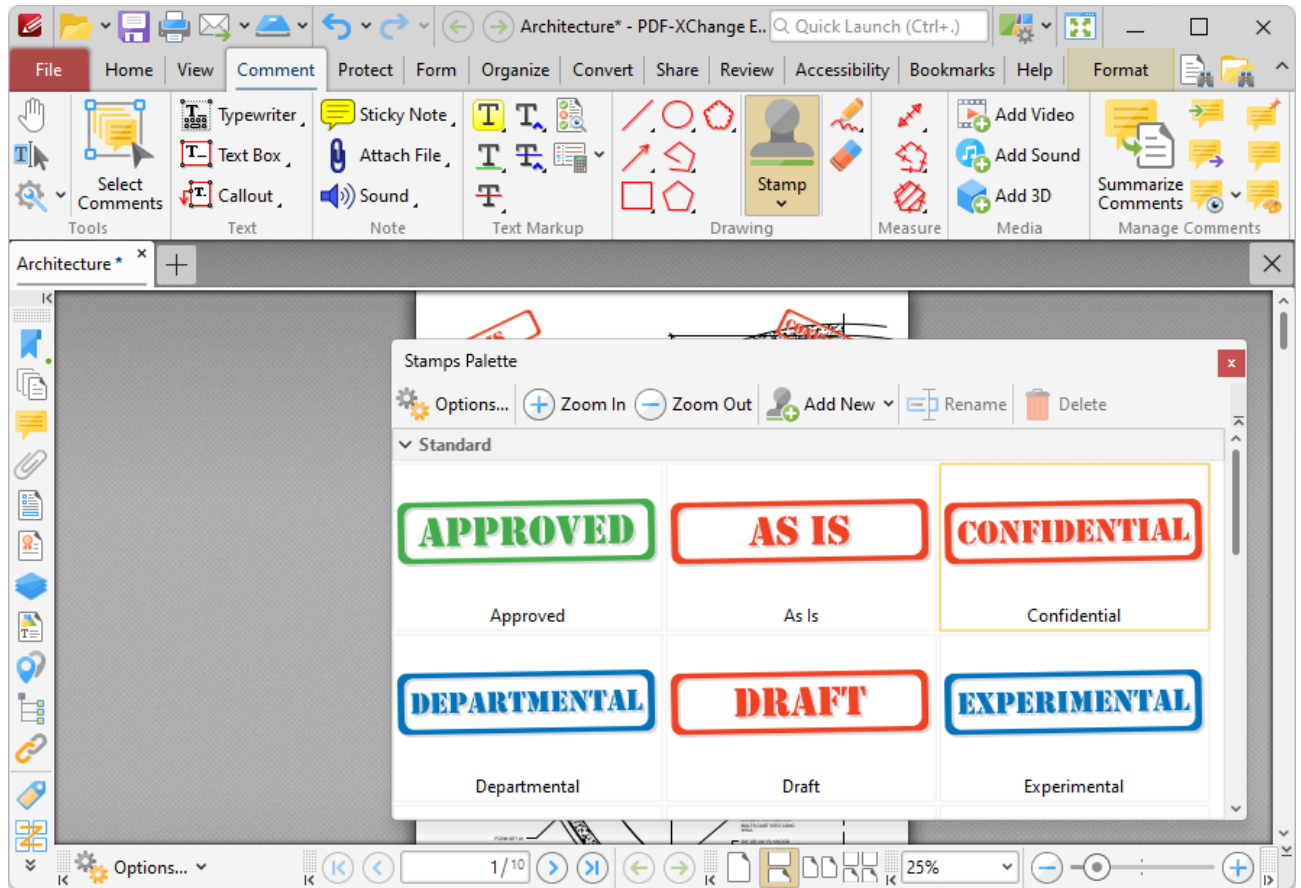 Architecture* - PDF-XChange E.. Quick Launch (Ctrl+.)
File Home View Comment Protect Form Organize Convert Share Review Accessibility Bookmarks Help Format
Typewriter Sticky Note Add Video
Text Box Attach File Add Sound
Select Comments Callout Sound Stamp Add 3D Summarize Comments
Tools Text Note Text Markup Drawing Measure Media Manage Comments
Architecture *
Stamps Palette
Options... Zoom In Zoom Out Add New Rename Delete
Standard
APPROVED AS IS CONFIDENTIAL
Approved As Is Confidential
DEPARTMENTAL DRAFT EXPERIMENTAL
Departmental Draft Experimental
Options... 1/10 25%